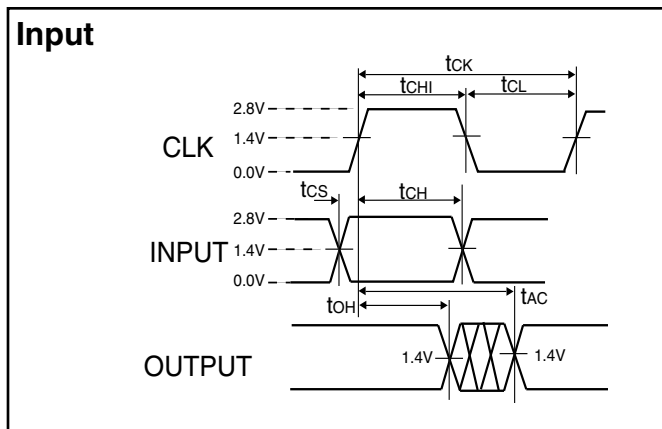 Input
tCK
tCHI tCL
2.8V
CLK 1.4V
0.0V
tCS tCH
2.8V
INPUT 1.4V
0.0V
tAC
tOH
OUTPUT 1.4V 1.4V